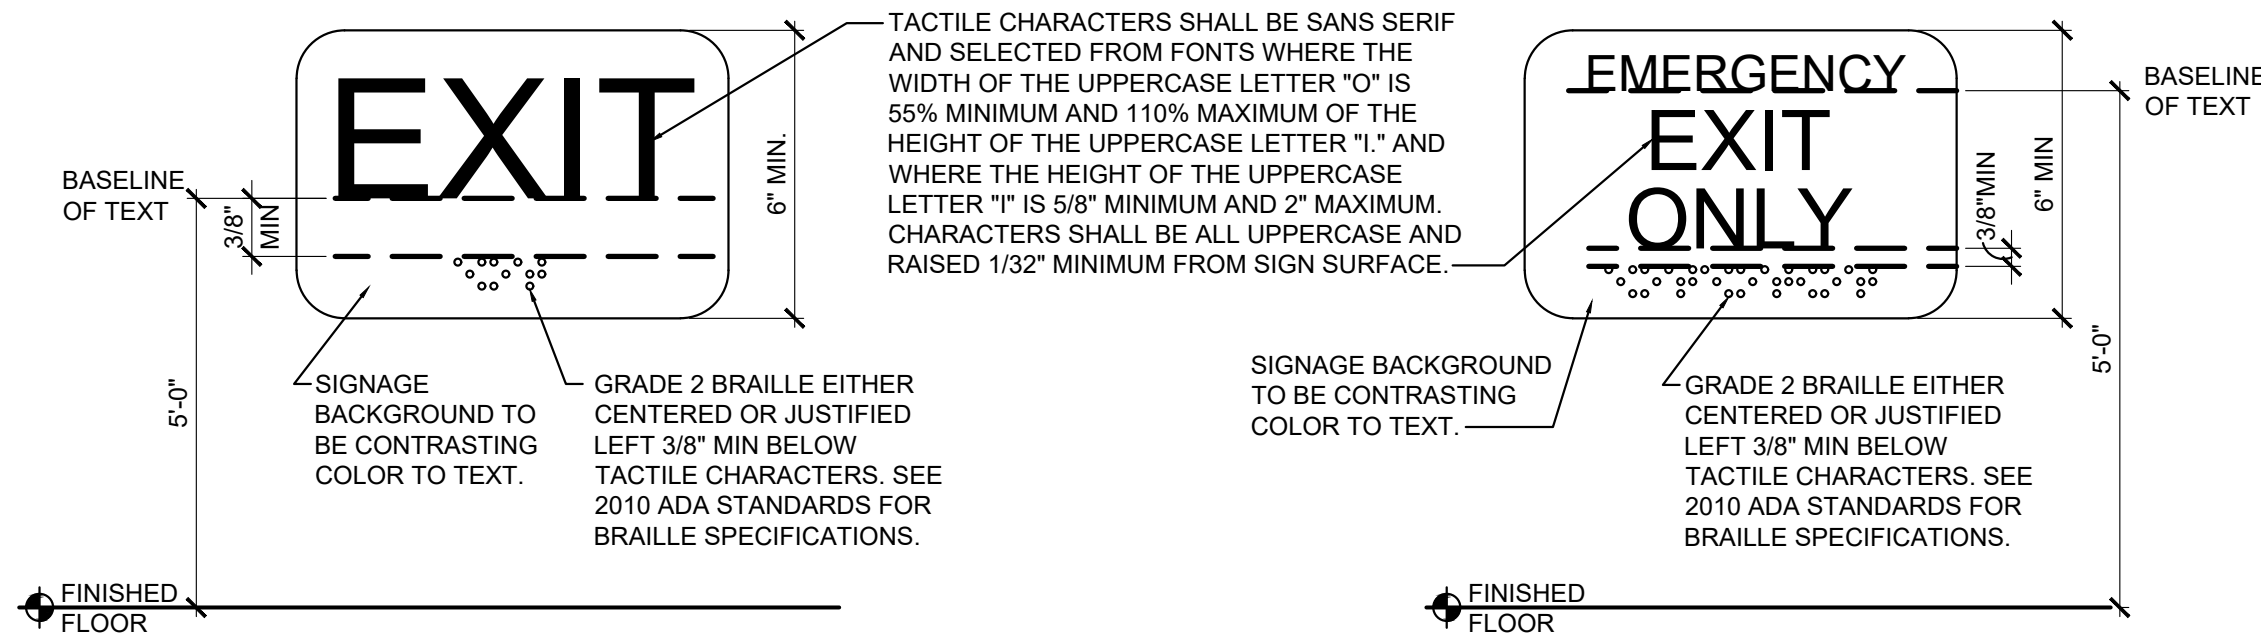 EXIT
BASELINE
OF TEXT
3/8"
MIN
6" MIN.
5'-0"
SIGNAGE
BACKGROUND TO
BE CONTRASTING
COLOR TO TEXT.
GRADE 2 BRAILLE EITHER
CENTERED OR JUSTIFIED
LEFT 3/8" MIN BELOW
TACTILE CHARACTERS. SEE
2010 ADA STANDARDS FOR
BRAILLE SPECIFICATIONS.
FINISHED
FLOOR
TACTILE CHARACTERS SHALL BE SANS SERIF
AND SELECTED FROM FONTS WHERE THE
WIDTH OF THE UPPERCASE LETTER "O" IS
55% MINIMUM AND 110% MAXIMUM OF THE
HEIGHT OF THE UPPERCASE LETTER "I." AND
WHERE THE HEIGHT OF THE UPPERCASE
LETTER "I" IS 5/8" MINIMUM AND 2" MAXIMUM.
CHARACTERS SHALL BE ALL UPPERCASE AND
RAISED 1/32" MINIMUM FROM SIGN SURFACE.
EMERGENCY
EXIT
ONLY
BASELINE
OF TEXT
3/8"MIN
6" MIN
5'-0"
SIGNAGE BACKGROUND
TO BE CONTRASTING
COLOR TO TEXT.
GRADE 2 BRAILLE EITHER
CENTERED OR JUSTIFIED
LEFT 3/8" MIN BELOW
TACTILE CHARACTERS. SEE
2010 ADA STANDARDS FOR
BRAILLE SPECIFICATIONS.
FINISHED
FLOOR